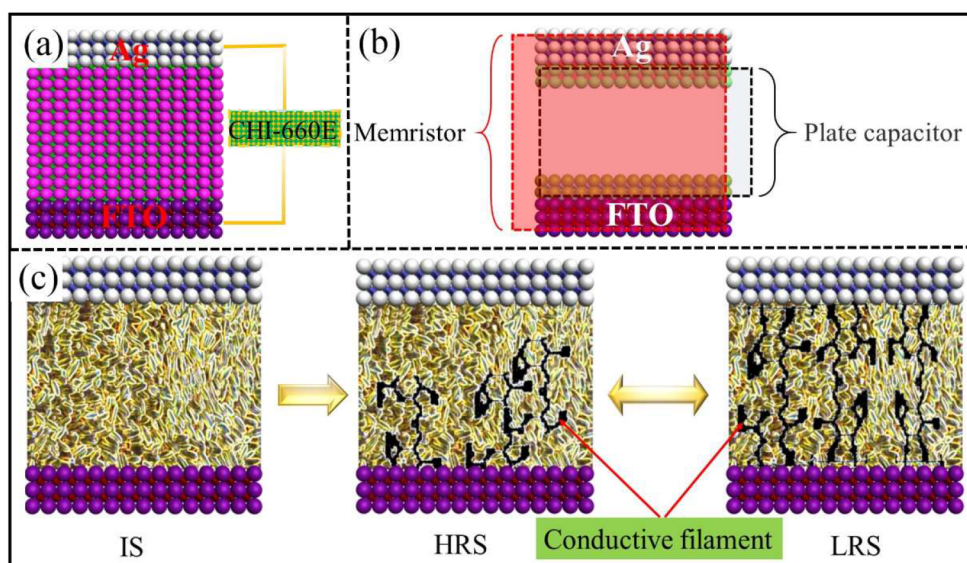 (a)
Ag
CHI-660E
FTO
(b)
Ag
Memristor
Plate capacitor
FTO
(c)
IS
HRS
Conductive filament
LRS